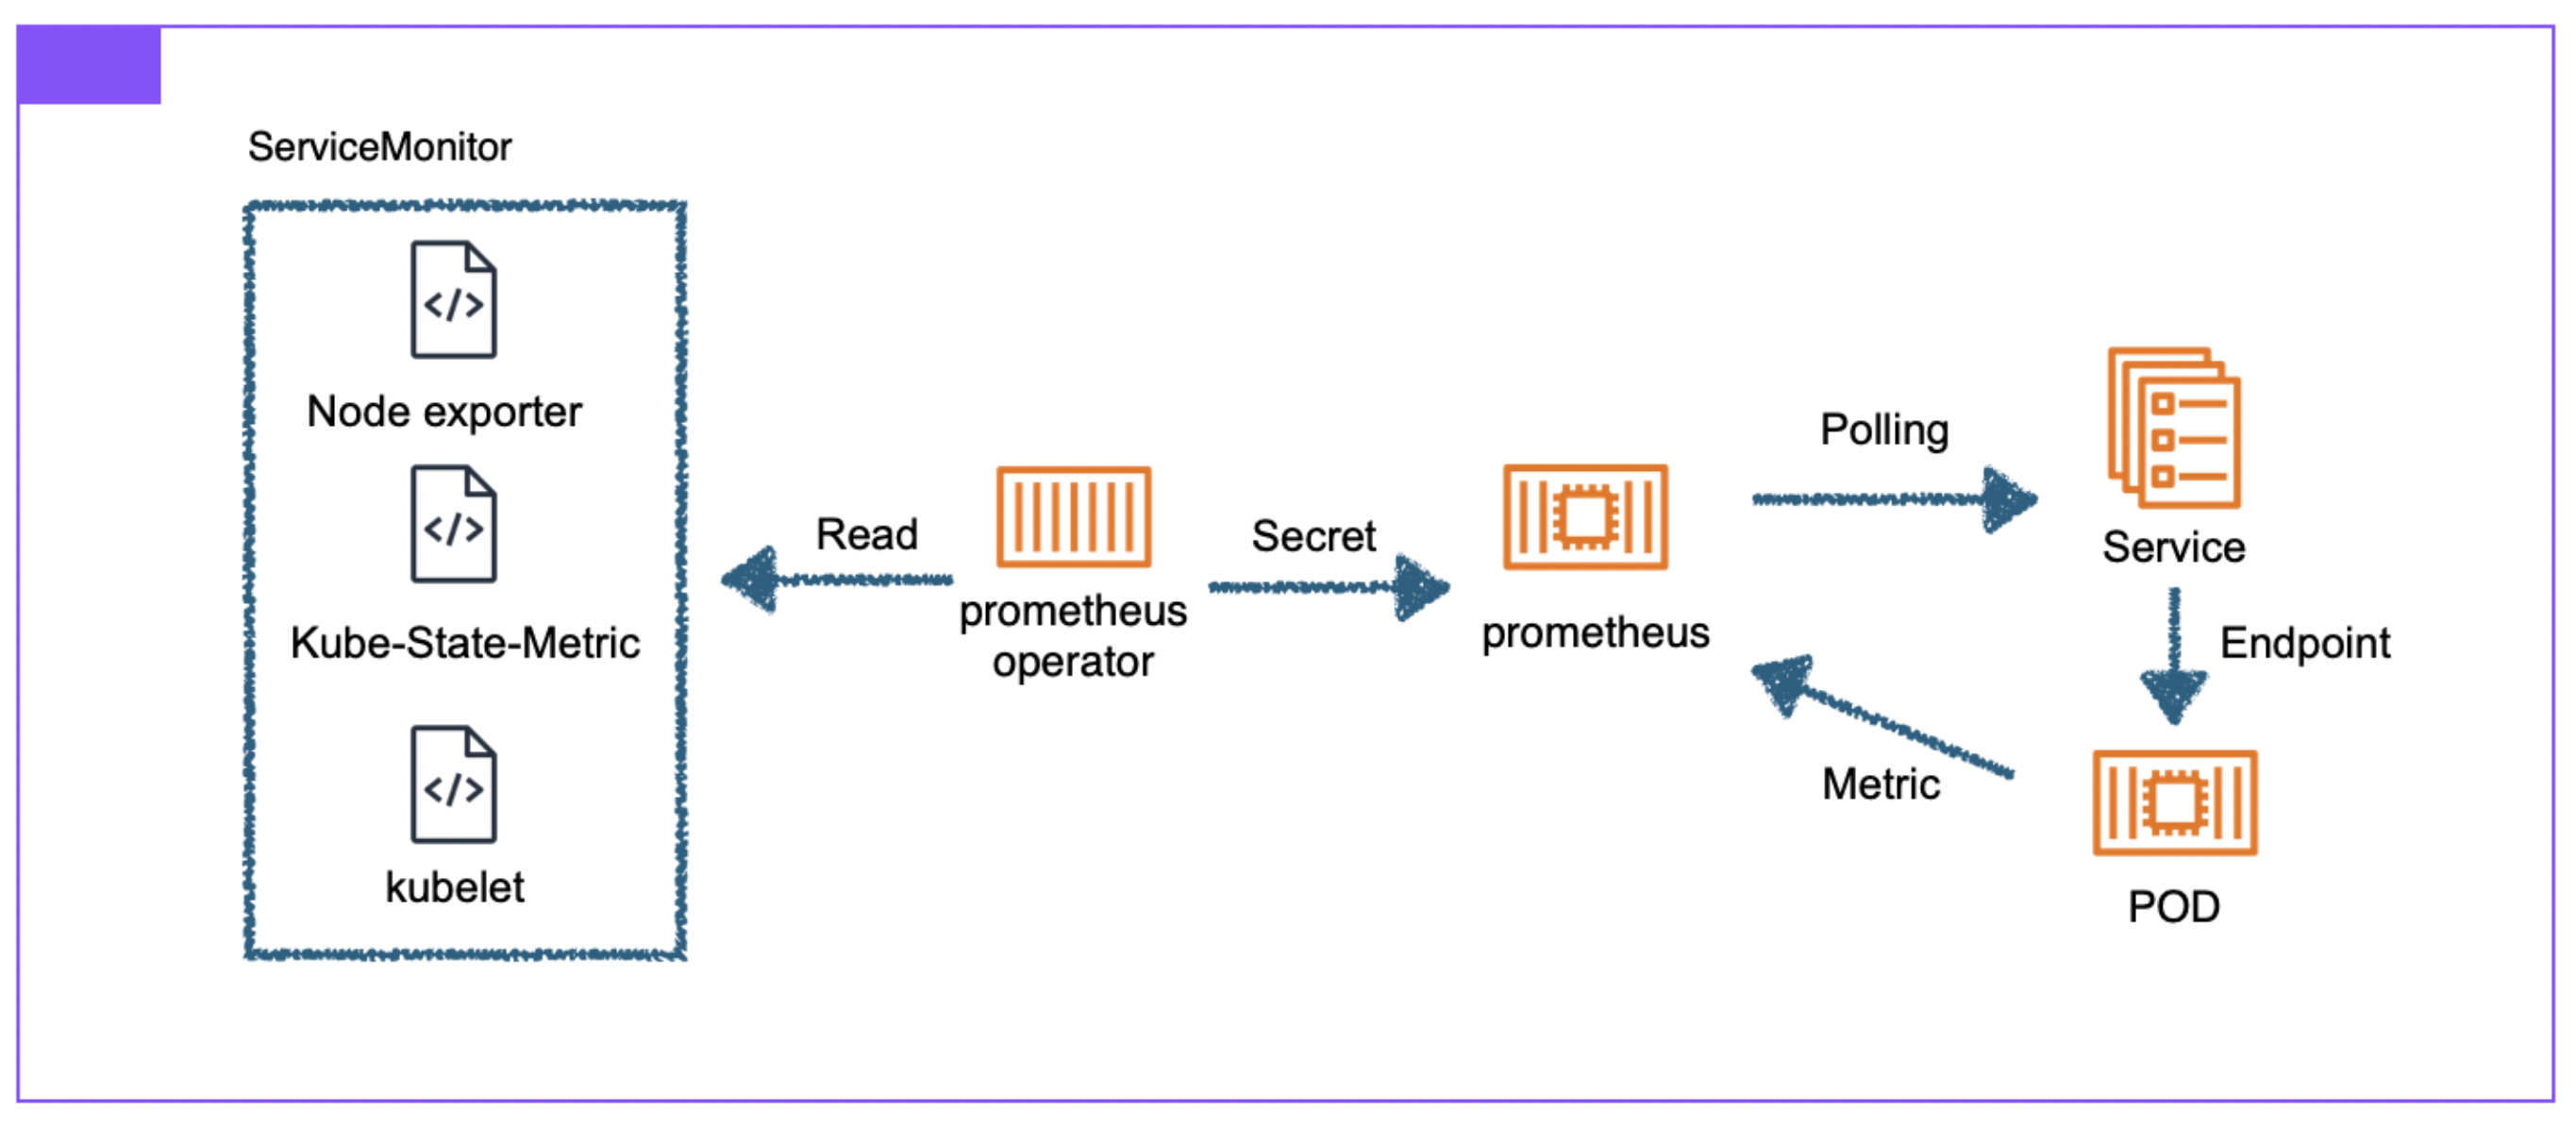 ServiceMonitor
Node exporter
Kube-State-Metric
kubelet
Read
prometheus
operator
Secret
prometheus
Polling
Service
Endpoint
Metric
POD